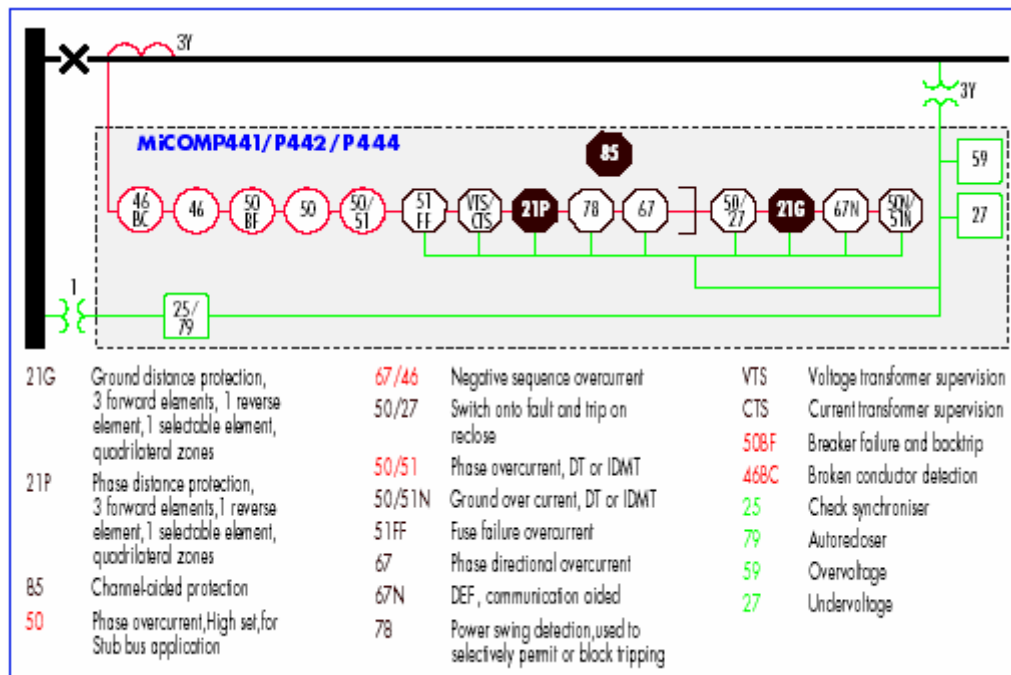 3Y
3Y
MiCOMP441/P442/P444
85
59
46
BC
46
50
BF
50
50/
51
51
FF
VTS/
CTS
21P
78
67
50/
27
21G
67N
50N/
51N
27
1
25/
79
21G Ground distance protection,
3 forward elements, 1 reverse
element,1 selectable element,
quadrilateral zones
21P Phase distance protection,
3 forward elements,1 reverse
element,1 selectable element,
quadrilateral zones
85 Channel-aided protection
50 Phase overcurrent,High set,for
Stub bus application
67/46 Negative sequence overcurrent
50/27 Switch onto fault and trip on
reclose
50/51 Phase overcurrent, DT or IDMT
50/51N Ground over current, DT or IDMT
51FF Fuse failure overcurrent
67 Phase directional overcurrent
67N DEF, communication aided
78 Power swing detection,used to
selectively permit or block tripping
VTS Voltage transformer supervision
CTS Current transformer supervision
50BF Breaker failure and backtrip
46BC Broken conductor detection
25 Check synchroniser
79 Autorecloser
59 Overvoltage
27 Undervoltage